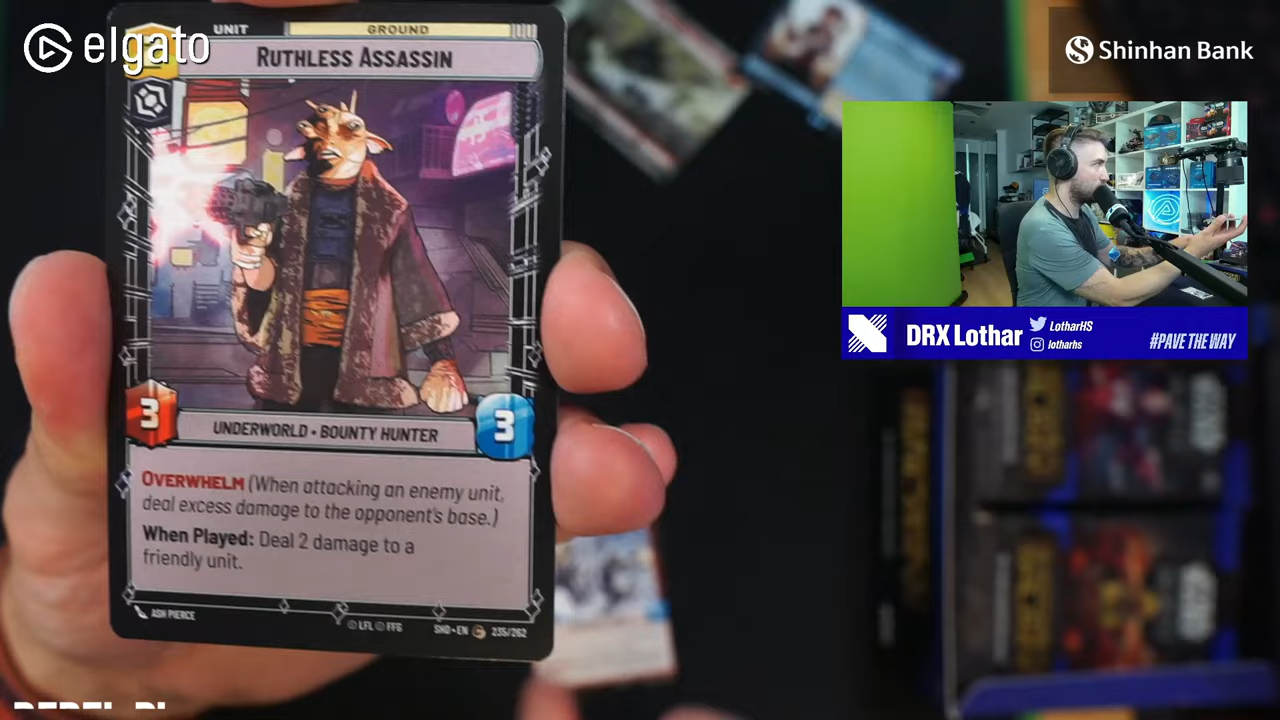 elgato
UNIT
GROUND
RUTHLESS ASSASSIN
3
3
UNDERWORLD • BOUNTY HUNTER
OVERWHELM (When attacking an enemy unit,
deal excess damage to the opponent's base.)
When Played: Deal 2 damage to a
friendly unit.
ASH PIERCE
© LFL © FFG
SHD • EN
235/262
Shinhan Bank
DRX Lothar
LotharHS
lotharhs
#PAVE THE WAY